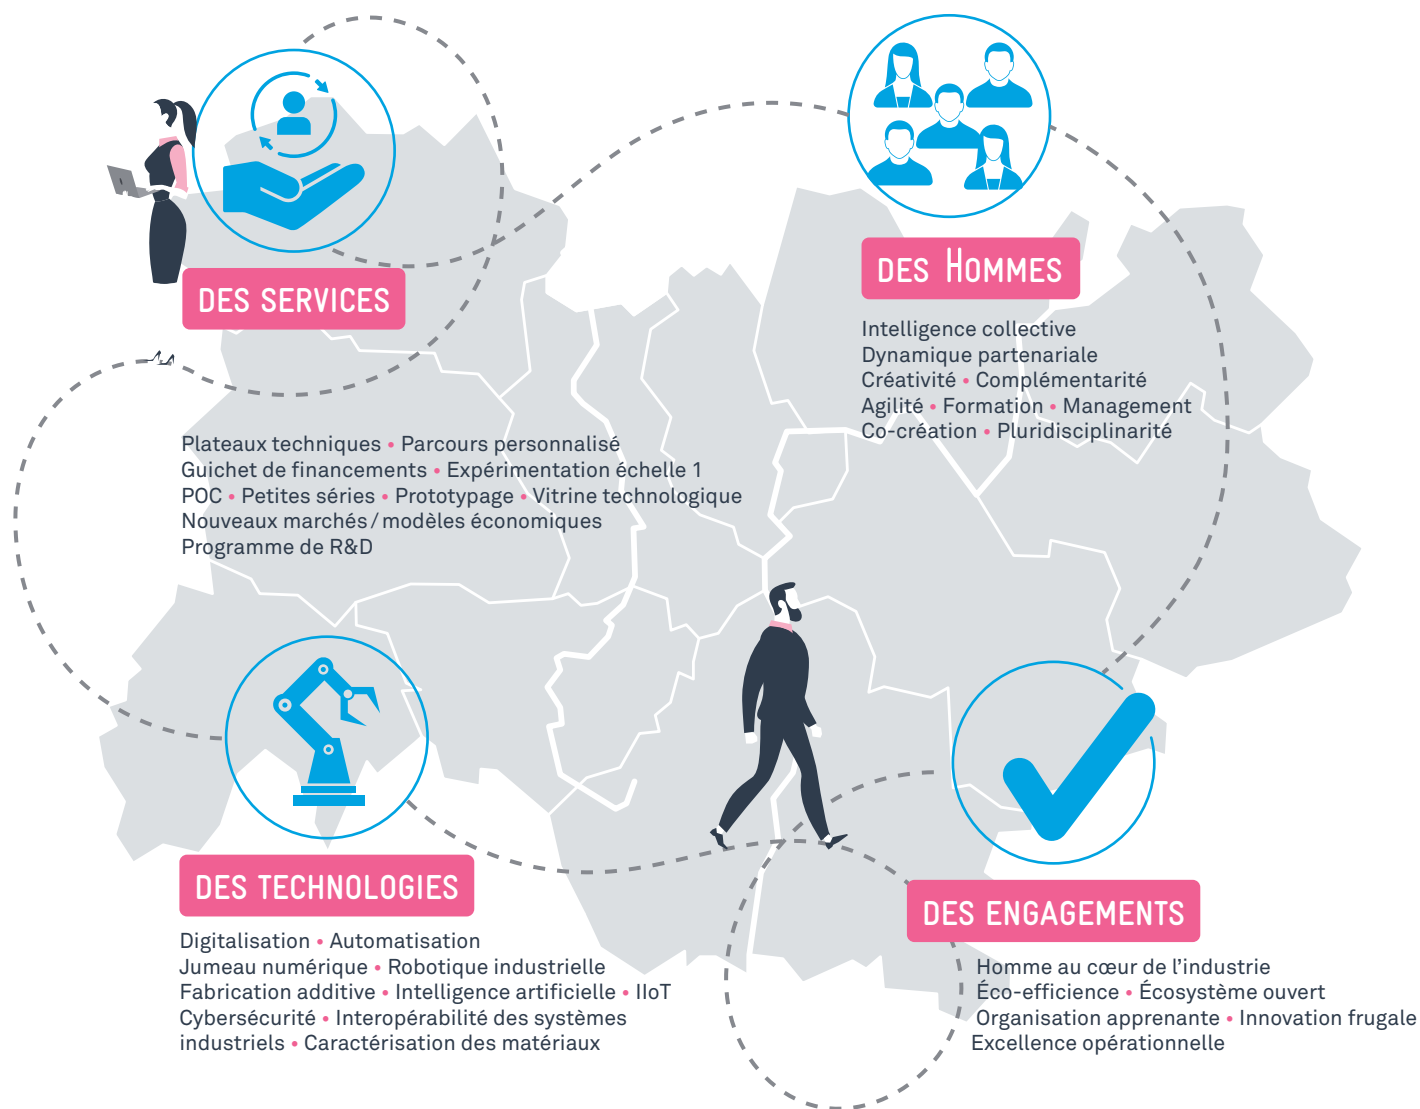 DES SERVICES
Plateaux techniques • Parcours personnalisé
Guichet de financements • Expérimentation échelle 1
POC • Petites séries • Prototypage • Vitrine technologique
Nouveaux marchés / modèles économiques
Programme de R&D
DES HOMMES
Intelligence collective
Dynamique partenariale
Créativité • Complémentarité
Agilité • Formation • Management
Co-création • Pluridisciplinarité
DES TECHNOLOGIES
Digitalisation • Automatisation
Jumeau numérique • Robotique industrielle
Fabrication additive • Intelligence artificielle • IIoT
Cybersécurité • Interopérabilité des systèmes
industriels • Caractérisation des matériaux
DES ENGAGEMENTS
Homme au cœur de l’industrie
Éco-efficience • Écosystème ouvert
Organisation apprenante • Innovation frugale
Excellence opérationnelle